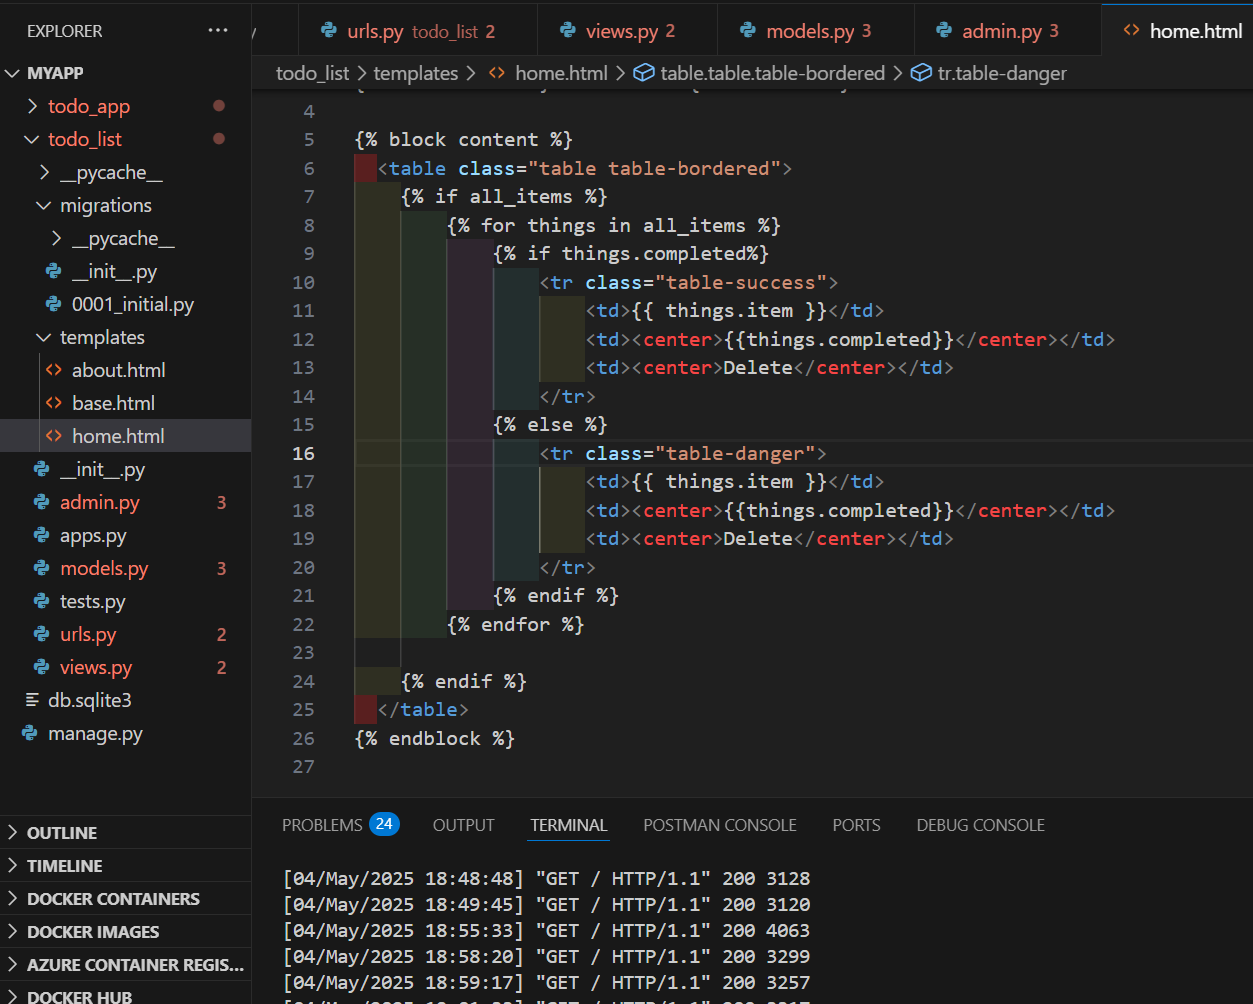 EXPLORER
MYAPP
todo_app
todo_list
__pycache__
migrations
__pycache__
__init__.py
0001_initial.py
templates
about.html
base.html
home.html
__init__.py
admin.py 3
apps.py
models.py 3
tests.py
urls.py 2
views.py 2
db.sqlite3
manage.py
OUTLINE
TIMELINE
DOCKER CONTAINERS
DOCKER IMAGES
AZURE CONTAINER REGIS...
DOCKER HUB
urls.py todo_list 2
views.py 2
models.py 3
admin.py 3
home.html
todo_list > templates > home.html > table.table.table-bordered > tr.table-danger
4
5 {% block content %}
6 <table class="table table-bordered">
7 {% if all_items %}
8 {% for things in all_items %}
9 {% if things.completed%}
10 <tr class="table-success">
11 <td>{{ things.item }}</td>
12 <td><center>{{things.completed}}</center></td>
13 <td><center>Delete</center></td>
14 </tr>
15 {% else %}
16 <tr class="table-danger">
17 <td>{{ things.item }}</td>
18 <td><center>{{things.completed}}</center></td>
19 <td><center>Delete</center></td>
20 </tr>
21 {% endif %}
22 {% endfor %}
23
24 {% endif %}
25 </table>
26 {% endblock %}
27
PROBLEMS 24 OUTPUT TERMINAL POSTMAN CONSOLE PORTS DEBUG CONSOLE
[04/May/2025 18:48:48] "GET / HTTP/1.1" 200 3128
[04/May/2025 18:49:45] "GET / HTTP/1.1" 200 3120
[04/May/2025 18:55:33] "GET / HTTP/1.1" 200 4063
[04/May/2025 18:58:20] "GET / HTTP/1.1" 200 3299
[04/May/2025 18:59:17] "GET / HTTP/1.1" 200 3257